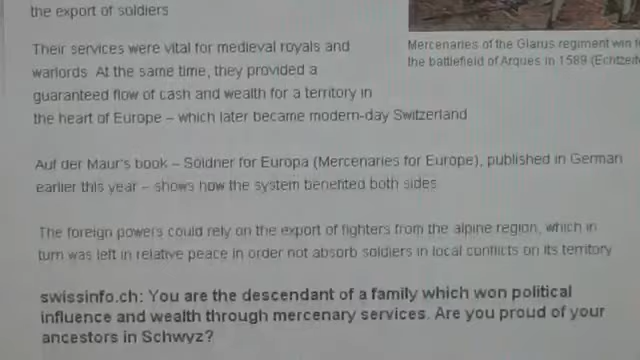 the export of soldiers
Their services were vital for medieval royals and
warlords At the same time, they provided a
guaranteed flow of cash and wealth for a territory in
the heart of Europe – which later became modern-day Switzerland
Mercenaries of the Glarus regiment win
the battlefield of Arques in 1589
Auf der Maur's book – Söldner for Europa (Mercenaries for Europe), published in German
earlier this year – shows how the system benefited both sides
The foreign powers could rely on the export of fighters from the alpine region, which in
turn was left in relative peace in order not absorb soldiers in local conflicts on its territory
swissinfo.ch: You are the descendant of a family which won political
influence and wealth through mercenary services. Are you proud of your
ancestors in Schwyz?